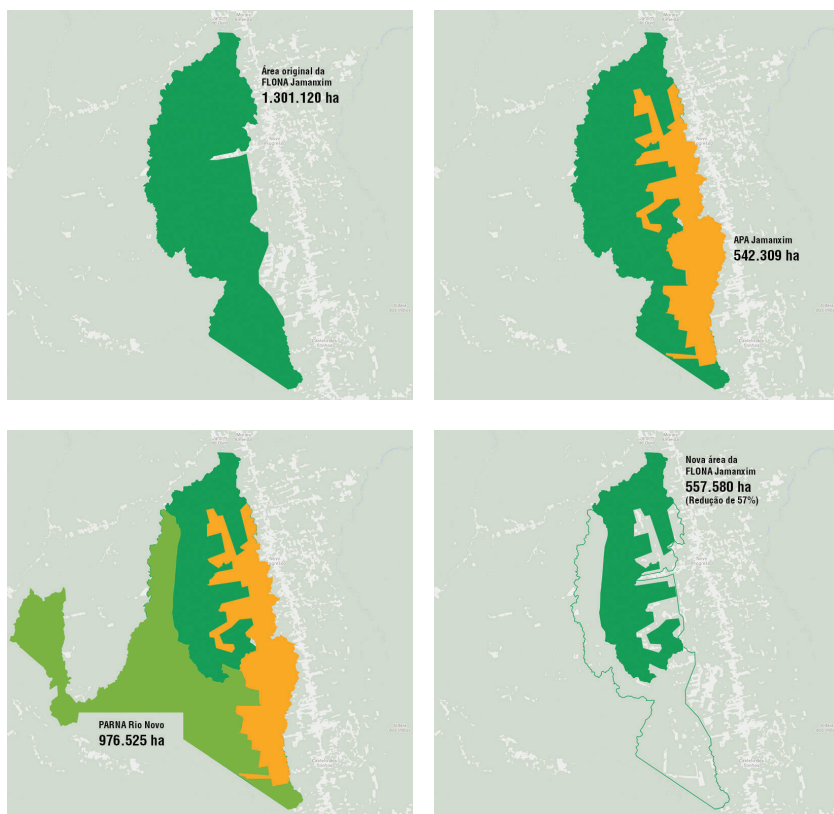 Área original da
FLONA Jamanxim
1.301.120 ha
APA Jamanxim
542.309 ha
PARNA Rio Novo
976.525 ha
Nova área da
FLONA Jamanxim
557.580 ha
(Redução de 57%)